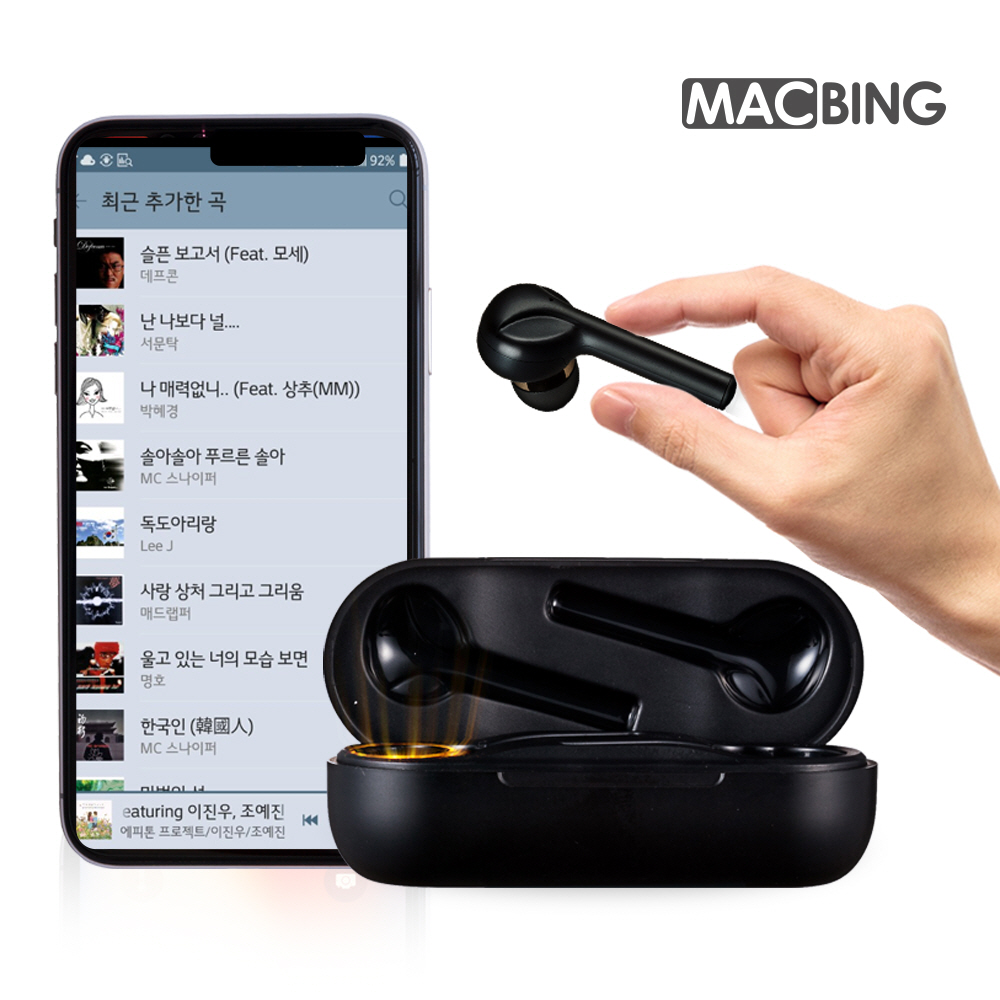 MACBING
92%
최근 추가한 곡
슬픈 보고서 (Feat. 모세)
데프콘
난 나보다 널....
서문탁
나 매력없니.. (Feat. 상추(MM))
박혜경
솔아솔아 푸르른 솔아
MC 스나이퍼
독도아리랑
Lee J
사랑 상처 그리고 그리움
매드랩퍼
울고 있는 너의 모습 보면
명호
한국인 (韓國人)
MC 스나이퍼
eaturing 이진우, 조예진
에피톤 프로젝트/이진우/조예진